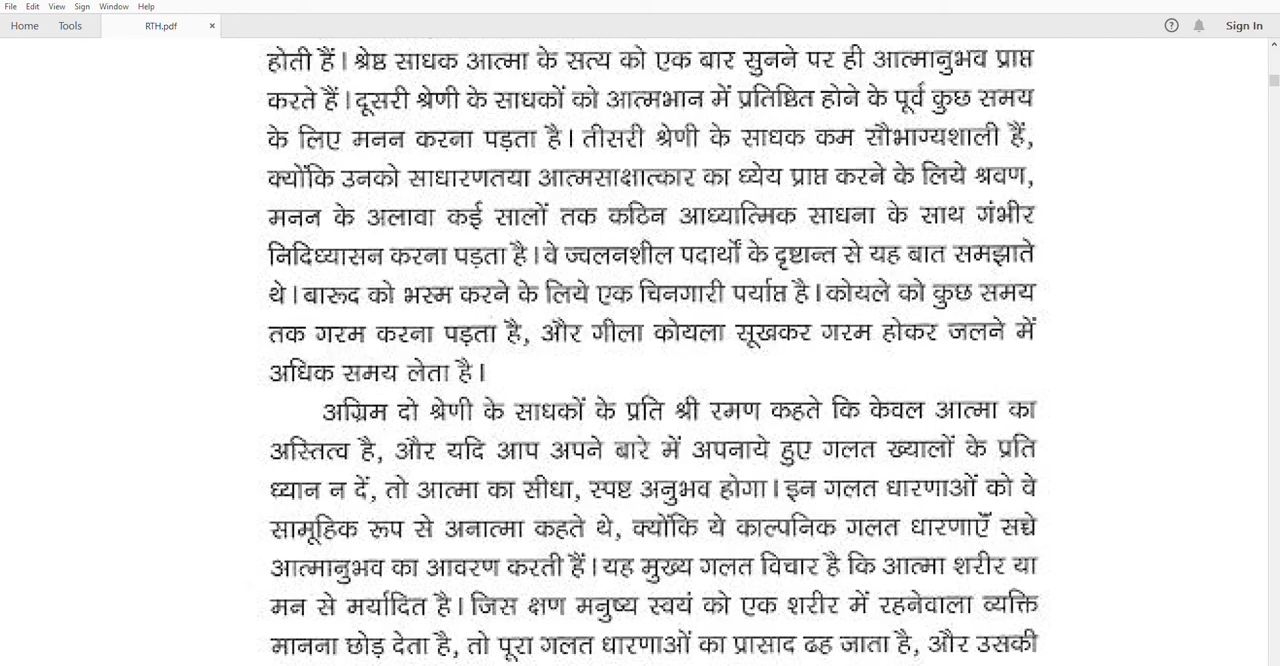 File Edit View Sign Window Help
Home Tools RTH.pdf × ? Sign In
होती हैं। श्रेष्ठ साधक आत्मा के सत्य को एक बार सुनने पर ही आत्मानुभव प्राप्त
करते हैं। दूसरी श्रेणी के साधकों को आत्मभान में प्रतिष्ठित होने के पूर्व कुछ समय
के लिए मनन करना पड़ता है। तीसरी श्रेणी के साधक कम सौभाग्यशाली हैं,
क्योंकि उनको साधारणतया आत्मसाक्षात्कार का ध्येय प्राप्त करने के लिये श्रवण,
मनन के अलावा कई सालों तक कठिन आध्यात्मिक साधना के साथ गंभीर
निदिध्यासन करना पड़ता है। वे ज्वलनशील पदार्थों के दृष्टान्त से यह बात समझाते
थे। बारूद को भस्म करने के लिये एक चिनगारी पर्याप्त है। कोयले को कुछ समय
तक गरम करना पड़ता है, और गीला कोयला सूखकर गरम होकर जलने में
अधिक समय लेता है।
अग्रिम दो श्रेणी के साधकों के प्रति श्री रमण कहते कि केवल आत्मा का
अस्तित्व है, और यदि आप अपने बारे में अपनाये हुए गलत ख्यालों के प्रति
ध्यान न दें, तो आत्मा का सीधा, स्पष्ट अनुभव होगा। इन गलत धारणाओं को वे
सामूहिक रूप से अनात्मा कहते थे, क्योंकि ये काल्पनिक गलत धारणाएँ सच्चे
आत्मानुभव का आवरण करती हैं। यह मुख्य गलत विचार है कि आत्मा शरीर या
मन से मर्यादित है। जिस क्षण मनुष्य स्वयं को एक शरीर में रहनेवाला व्यक्ति
मानना छोड़ देता है, तो पूरा गलत धारणाओं का प्रासाद ढह जाता है, और उसकी